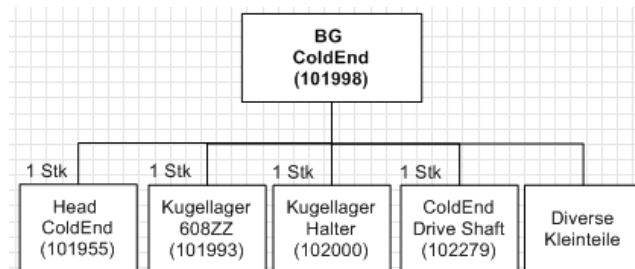 BG
ColdEnd
(101998)
1 Stk
1 Stk
1 Stk
1 Stk
Head
ColdEnd
(101955)
Kugellager
608ZZ
(101993)
Kugellager
Halter
(102000)
ColdEnd
Drive Shaft
(102279)
Diverse
Kleinteile